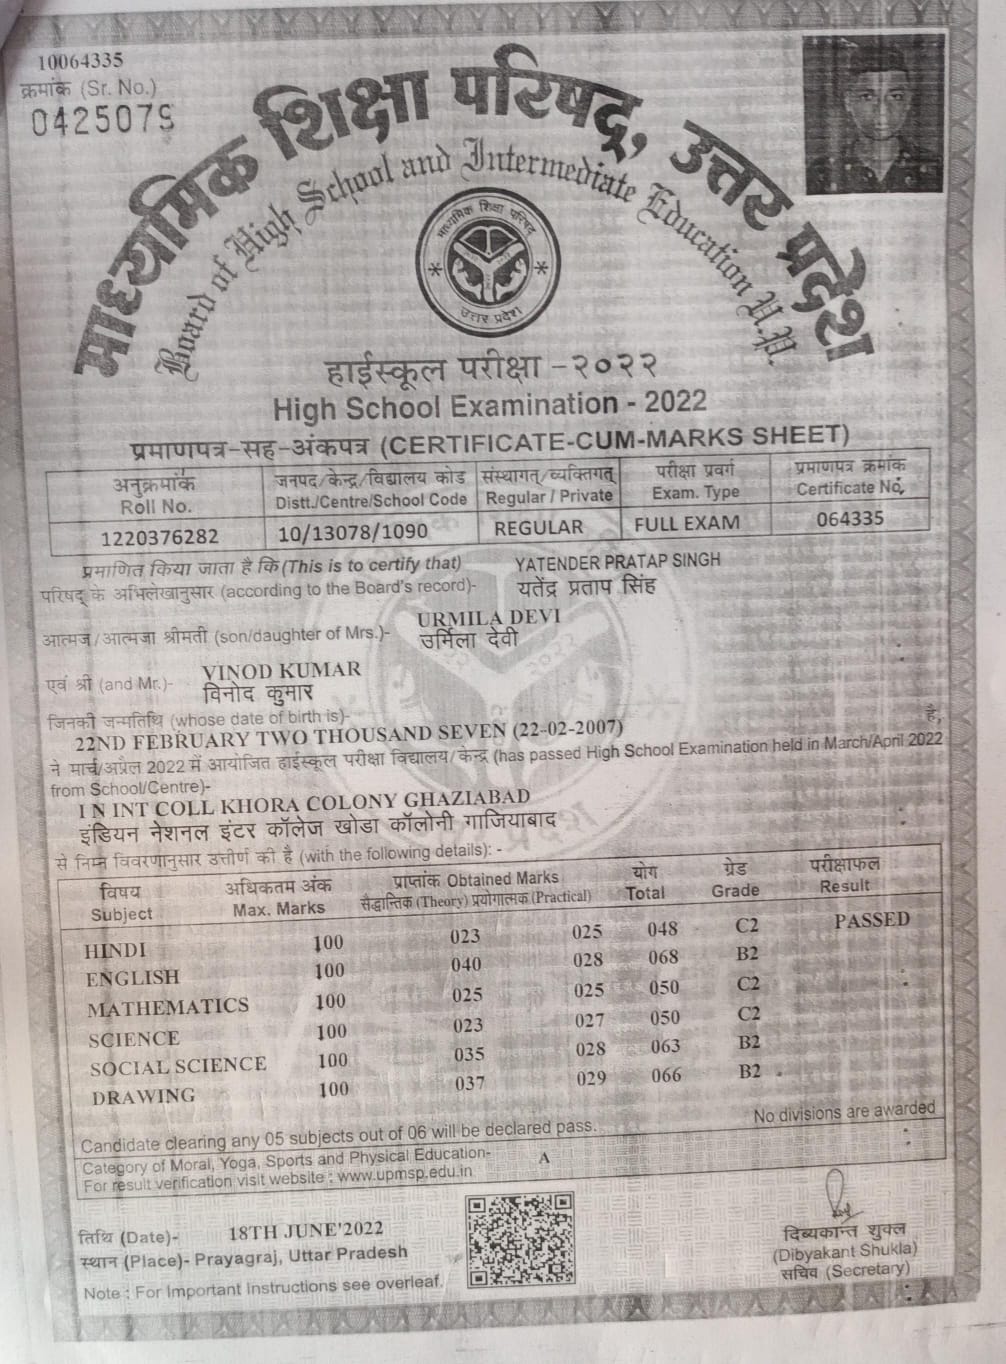 10064335
क्रमांक (Sr. No.)
0425079
माध्यमिक शिक्षा परिषद्, उत्तर प्रदेश
Board of High School and Intermediate Education U.P.
माध्यमिक शिक्षा परिषद्
उत्तर प्रदेश
हाईस्कूल परीक्षा - २०२२
High School Examination - 2022
प्रमाणपत्र-सह-अंकपत्र (CERTIFICATE-CUM-MARKS SHEET)
अनुक्रमांक जनपद/केन्द्र/विद्यालय कोड संस्थागत्/व्यक्तिगत् परीक्षा प्रवर्ग प्रमाणपत्र क्रमांक
Roll No. Distt./Centre/School Code Regular / Private Exam. Type Certificate No.
1220376282 10/13078/1090 REGULAR FULL EXAM 064335
प्रमाणित किया जाता है कि (This is to certify that) YATENDER PRATAP SINGH
परिषद् के अभिलेखानुसार (according to the Board's record)- यतेंद्र प्रताप सिंह
URMILA DEVI
आत्मज/आत्मजा श्रीमती (son/daughter of Mrs.)- उर्मिला देवी
VINOD KUMAR
एवं श्री (and Mr.)- विनोद कुमार
जिनकी जन्मतिथि (whose date of birth is)-
22ND FEBRUARY TWO THOUSAND SEVEN (22-02-2007) है,
ने मार्च/अप्रैल 2022 में आयोजित हाईस्कूल परीक्षा विद्यालय/केन्द्र (has passed High School Examination held in March/April 2022
from School/Centre)-
I N INT COLL KHORA COLONY GHAZIABAD
इंडियन नेशनल इंटर कॉलेज खोडा कॉलोनी गाजियाबाद
से निम्न विवरणानुसार उत्तीर्ण की है (with the following details): -
विषय अधिकतम अंक प्राप्तांक Obtained Marks योग ग्रेड परीक्षाफल
Subject Max. Marks सैद्धान्तिक (Theory) प्रयोगात्मक (Practical) Total Grade Result
HINDI 100 023 025 048 C2 PASSED
ENGLISH 100 040 028 068 B2
MATHEMATICS 100 025 025 050 C2
SCIENCE 100 023 027 050 C2
SOCIAL SCIENCE 100 035 028 063 B2
DRAWING 100 037 029 066 B2
Candidate clearing any 05 subjects out of 06 will be declared pass. No divisions are awarded
Category of Moral, Yoga, Sports and Physical Education- A
For result verification visit website : www.upmsp.edu.in
तिथि (Date)- 18TH JUNE'2022
स्थान (Place)- Prayagraj, Uttar Pradesh
Note : For Important Instructions see overleaf.
दिब्यकान्त शुक्ल
(Dibyakant Shukla)
सचिव (Secretary)